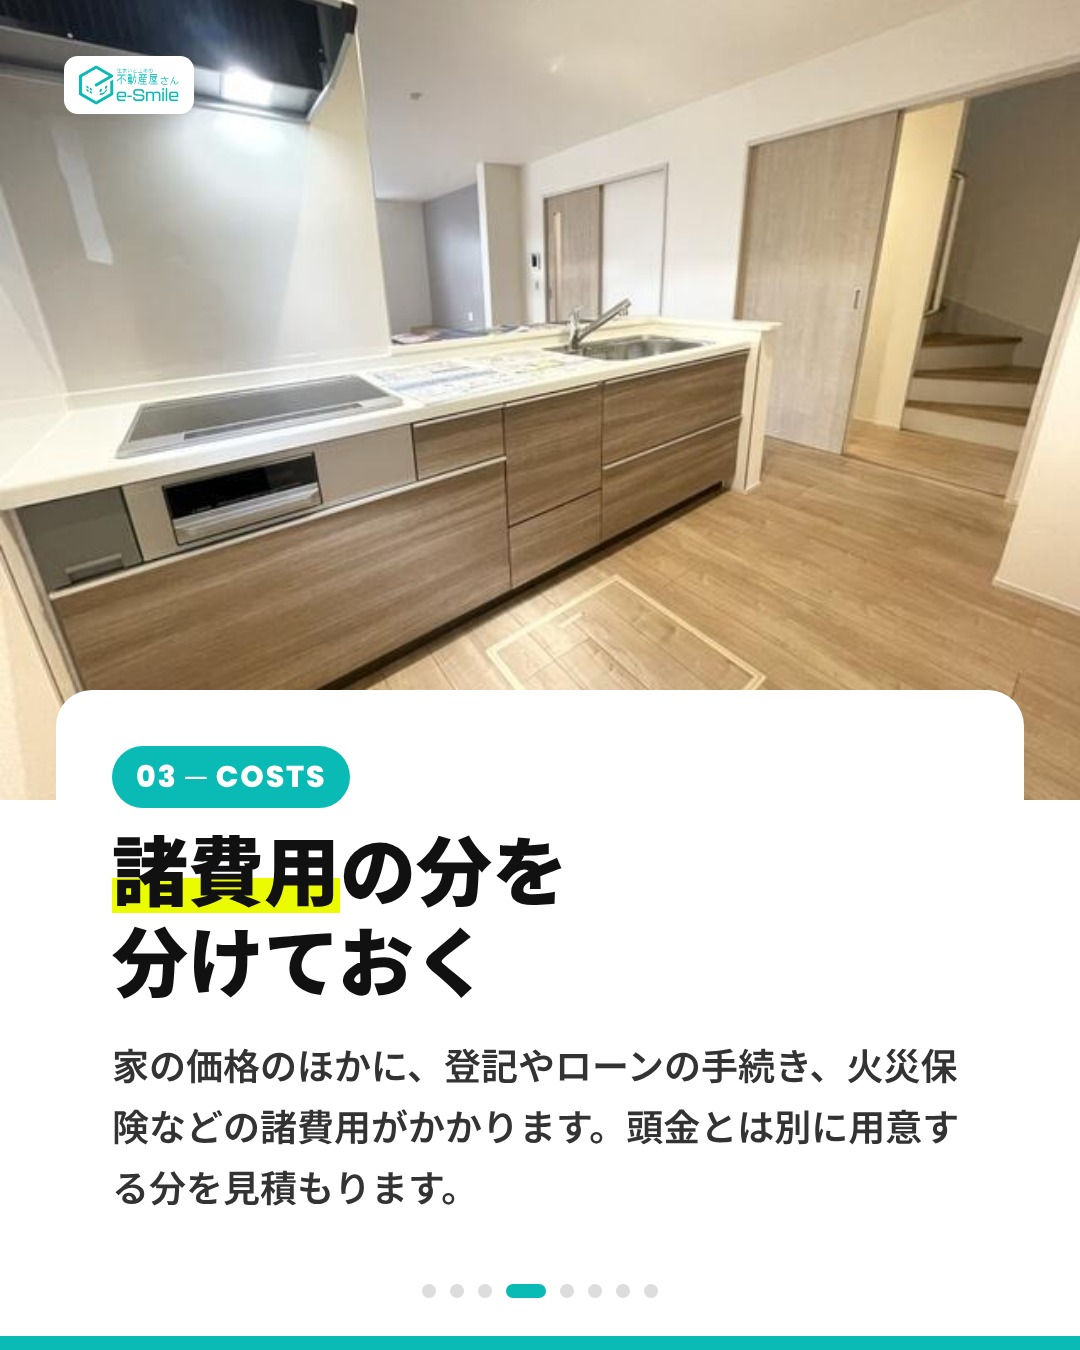 不動産屋さん
e-Smile
03 — COSTS
諸費用の分を
分けておく
家の価格のほかに、登記やローンの手続き、火災保
険などの諸費用がかかります。頭金とは別に用意す
る分を見積もります。